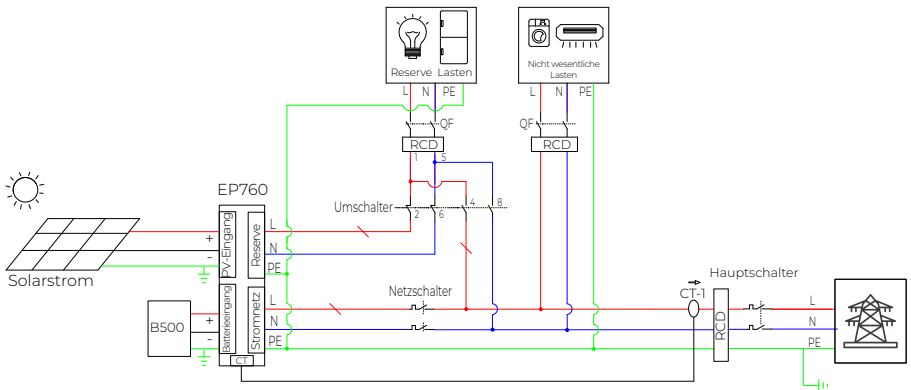 Reserve Lasten
Nicht wesentliche
Lasten
L N PE
L N PE
QF
QF
RCD
RCD
1 5
EP760
Umschalter
2 6 4 8
PV-Eingang
Reserve
L
N
PE
+
-
Solarstrom
Hauptschalter
Netzschalter
CT-1
B500
+
-
Batterieeingang
Stromnetz
L
N
PE
CT
RCD
L
N
PE